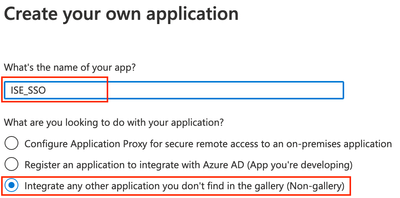 Create your own application
What's the name of your app?
ISE_SSO
What are you looking to do with your application?
Configure Application Proxy for secure remote access to an on-premises application
Register an application to integrate with Azure AD (App you're developing)
Integrate any other application you don't find in the gallery (Non-gallery)